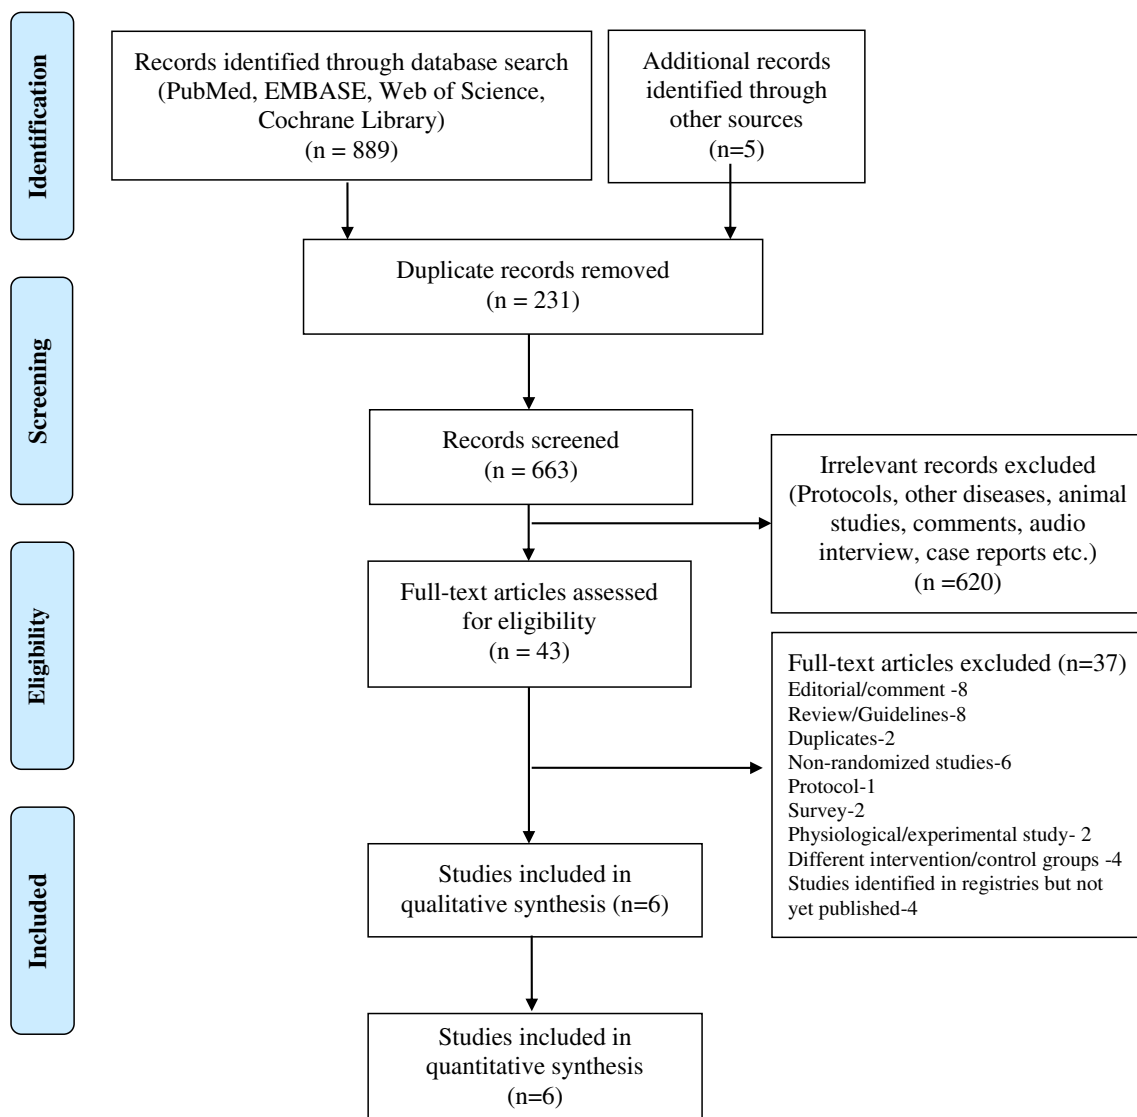 Identification
Records identified through database search
(PubMed, EMBASE, Web of Science,
Cochrane Library)
(n = 889)
Additional records
identified through
other sources
(n=5)
Duplicate records removed
(n = 231)
Screening
Records screened
(n = 663)
Irrelevant records excluded
(Protocols, other diseases, animal
studies, comments, audio
interview, case reports etc.)
(n =620)
Eligibility
Full-text articles assessed
for eligibility
(n = 43)
Full-text articles excluded (n=37)
Editorial/comment -8
Review/Guidelines-8
Duplicates-2
Non-randomized studies-6
Protocol-1
Survey-2
Physiological/experimental study- 2
Different intervention/control groups -4
Studies identified in registries but not
yet published-4
Included
Studies included in
qualitative synthesis (n=6)
Studies included in
quantitative synthesis
(n=6)